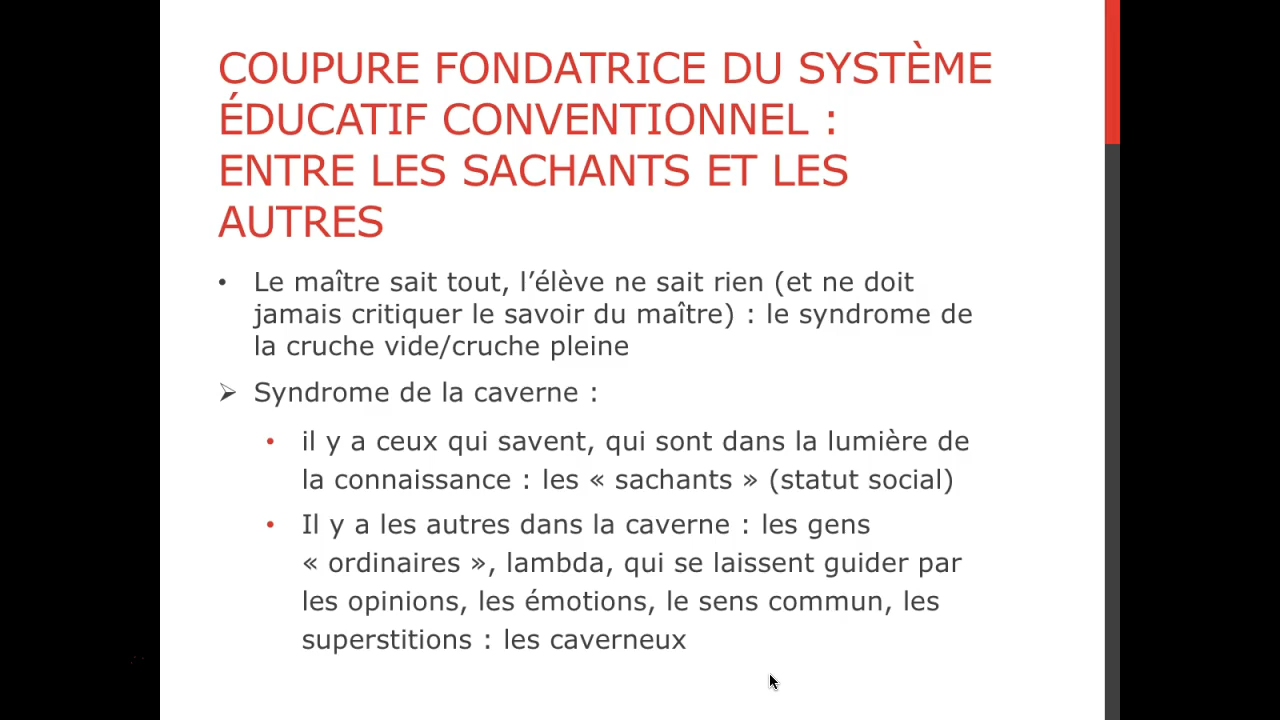 COUPURE FONDATRICE DU SYSTÈME
ÉDUCATIF CONVENTIONNEL :
ENTRE LES SACHANTS ET LES
AUTRES
• Le maître sait tout, l’élève ne sait rien (et ne doit
jamais critiquer le savoir du maître) : le syndrome de
la cruche vide/cruche pleine
➢ Syndrome de la caverne :
• il y a ceux qui savent, qui sont dans la lumière de
la connaissance : les « sachants » (statut social)
• Il y a les autres dans la caverne : les gens
« ordinaires », lambda, qui se laissent guider par
les opinions, les émotions, le sens commun, les
superstitions : les caverneux